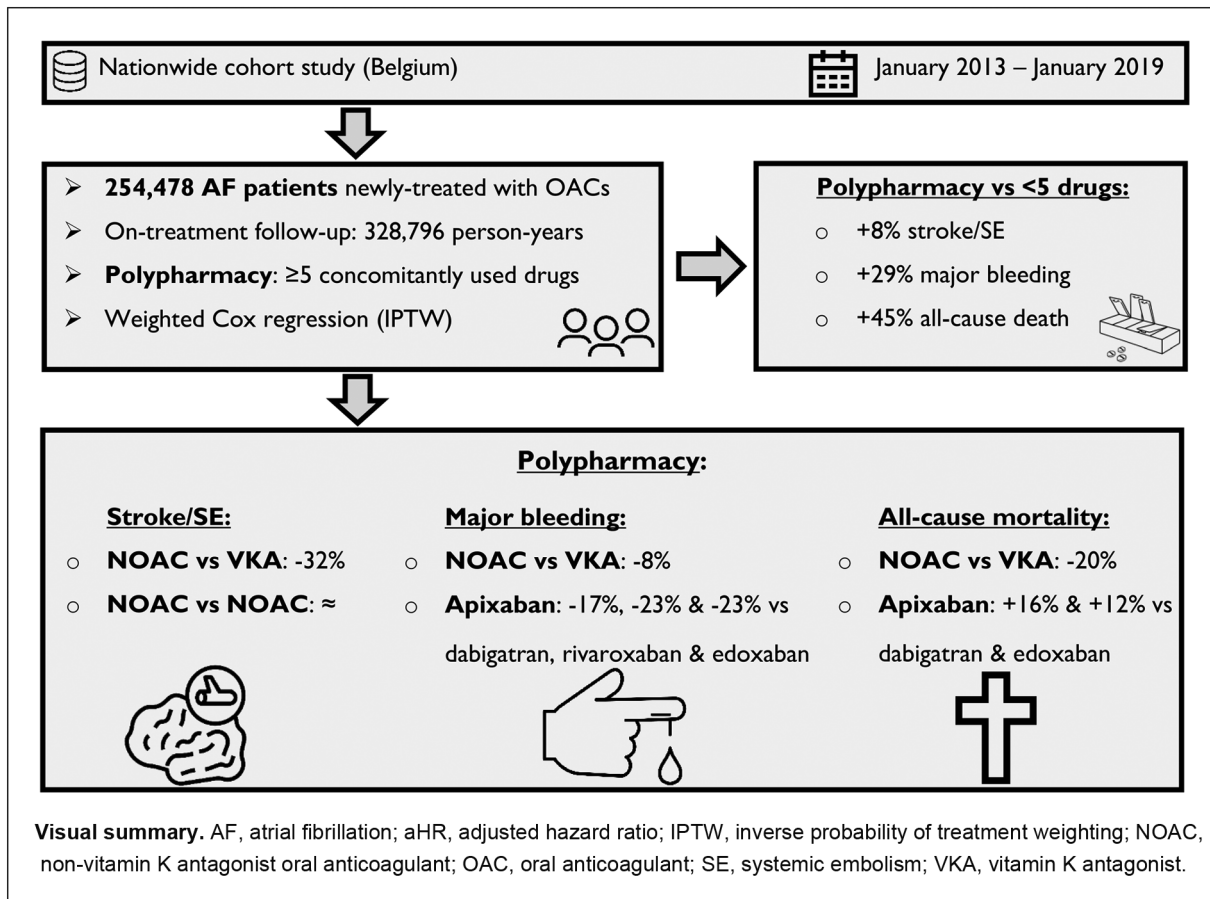 Nationwide cohort study (Belgium)
January 2013 – January 2019
➤ 254,478 AF patients newly-treated with OACs
➤ On-treatment follow-up: 328,796 person-years
➤ Polypharmacy: ≥5 concomitantly used drugs
➤ Weighted Cox regression (IPTW)
Polypharmacy vs <5 drugs:
○ +8% stroke/SE
○ +29% major bleeding
○ +45% all-cause death
Polypharmacy:
Stroke/SE:
○ NOAC vs VKA: -32%
○ NOAC vs NOAC: ≈
Major bleeding:
○ NOAC vs VKA: -8%
○ Apixaban: -17%, -23% & -23% vs
dabigatran, rivaroxaban & edoxaban
All-cause mortality:
○ NOAC vs VKA: -20%
○ Apixaban: +16% & +12% vs
dabigatran & edoxaban
Visual summary. AF, atrial fibrillation; aHR, adjusted hazard ratio; IPTW, inverse probability of treatment weighting; NOAC,
non-vitamin K antagonist oral anticoagulant; OAC, oral anticoagulant; SE, systemic embolism; VKA, vitamin K antagonist.